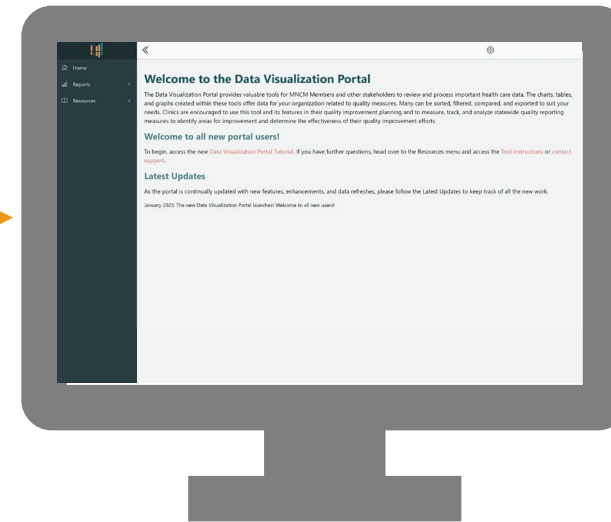 Home
Reports
Resources
Welcome to the Data Visualization Portal
The Data Visualization Portal provides valuable tools for MNCM Members and other stakeholders to review and process important health care data. The charts, tables,
and graphs created within these tools offer data for your organization related to quality measures. Many can be sorted, filtered, compared, and exported to suit your
needs. Clinics are encouraged to use this tool and its features in their quality improvement planning and to measure, track, and analyze statewide quality reporting
measures to identify areas for improvement and determine the effectiveness of their quality improvement efforts
Welcome to all new portal users!
To begin, access the new Data Visualization Portal Tutorial. If you have further questions, head over to the Resources menu and access the Tool instructions or contact
support.
Latest Updates
As the portal is continually updated with new features, enhancements, and data refreshes, please follow the Latest Updates to keep track of all the new work.
January 2023: The new Data Visualization Portal launches! Welcome to all new users!